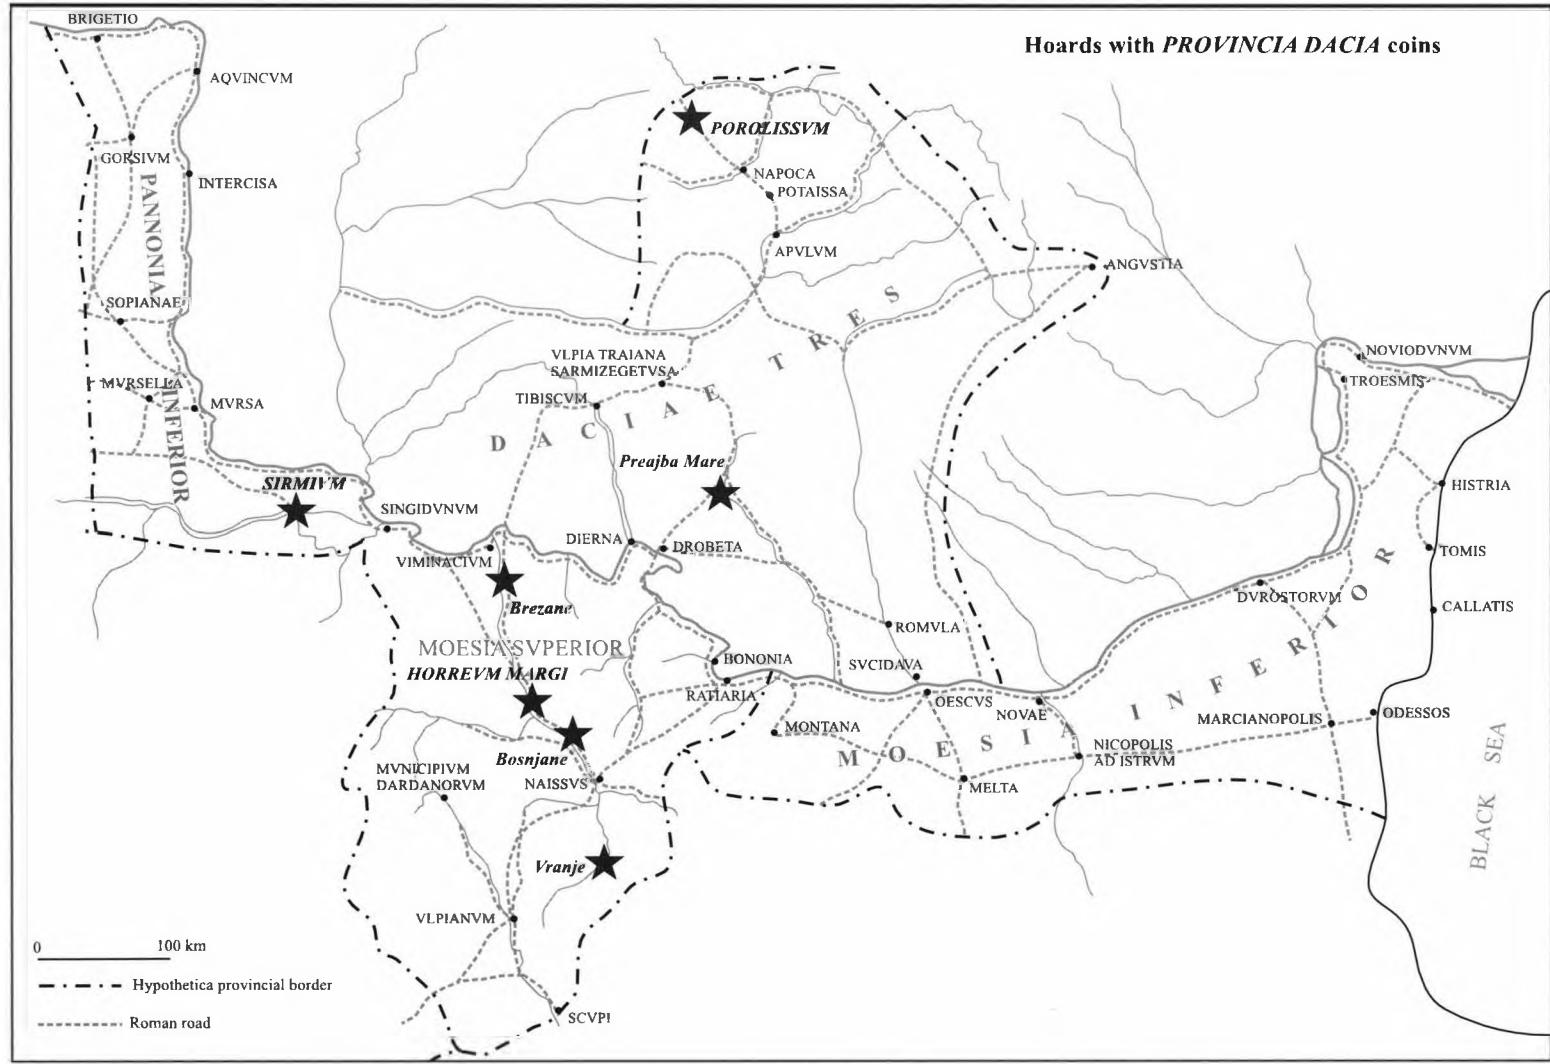 Hoards with PROVINCIA DACIA coins
BRIGETIO
AQVINCVM
GORSIVM
INTERCISA
PANNONIA
INFERIOR
SOPIANAE
MVRSELLA
MVRSA
SIRMIVM
SINGIDVNVM
POROLISSVM
NAPOCA
POTAISSA
APVLVM
ANGVSTIA
VLPIA TRAIANA
SARMIZEGETVSA
TIBISCVM
DACIAE TRES
Preajba Mare
DIERNA
DROBETA
VIMINACIVM
Brezane
MOESIA SVPERIOR
HORREVM MARGI
Bosnjane
MVNICIPIVM
DARDANORVM
NAISSVS
Vranje
VLPIANVM
SCVPI
ROMVLA
SVCIDAVA
BONONIA
RATIARIA
OESCVS
NOVAE
MONTANA
MOESIA INFERIOR
MELTA
NICOPOLIS
AD ISTRVM
MARCIANOPOLIS
ODESSOS
DVROSTORVM
NOVIODVNVM
TROESMIS
HISTRIA
TOMIS
CALLATIS
BLACK SEA
0 100 km
Hypothetica provincial border
Roman road